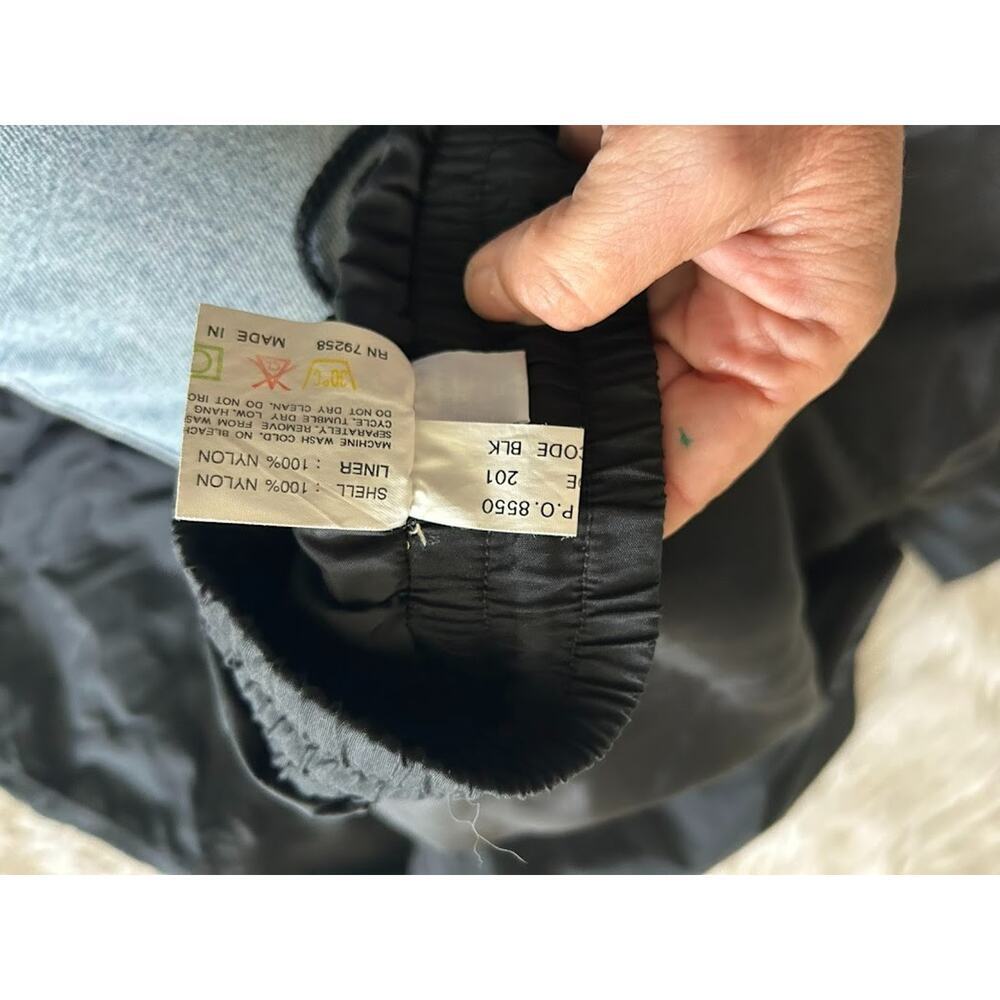 SHELL : 100% NYLON
LINER : 100% NYLON
MACHINE WASH COLD. NO BLEACH
SEPARATELY. REMOVE FROM WAS
CYCLE. TUMBLE DRY LOW. HANG
DO NOT DRY CLEAN. DO NOT IRO
30°C
RN 79258 MADE IN
P.O.8550
E 201
CODE BLK